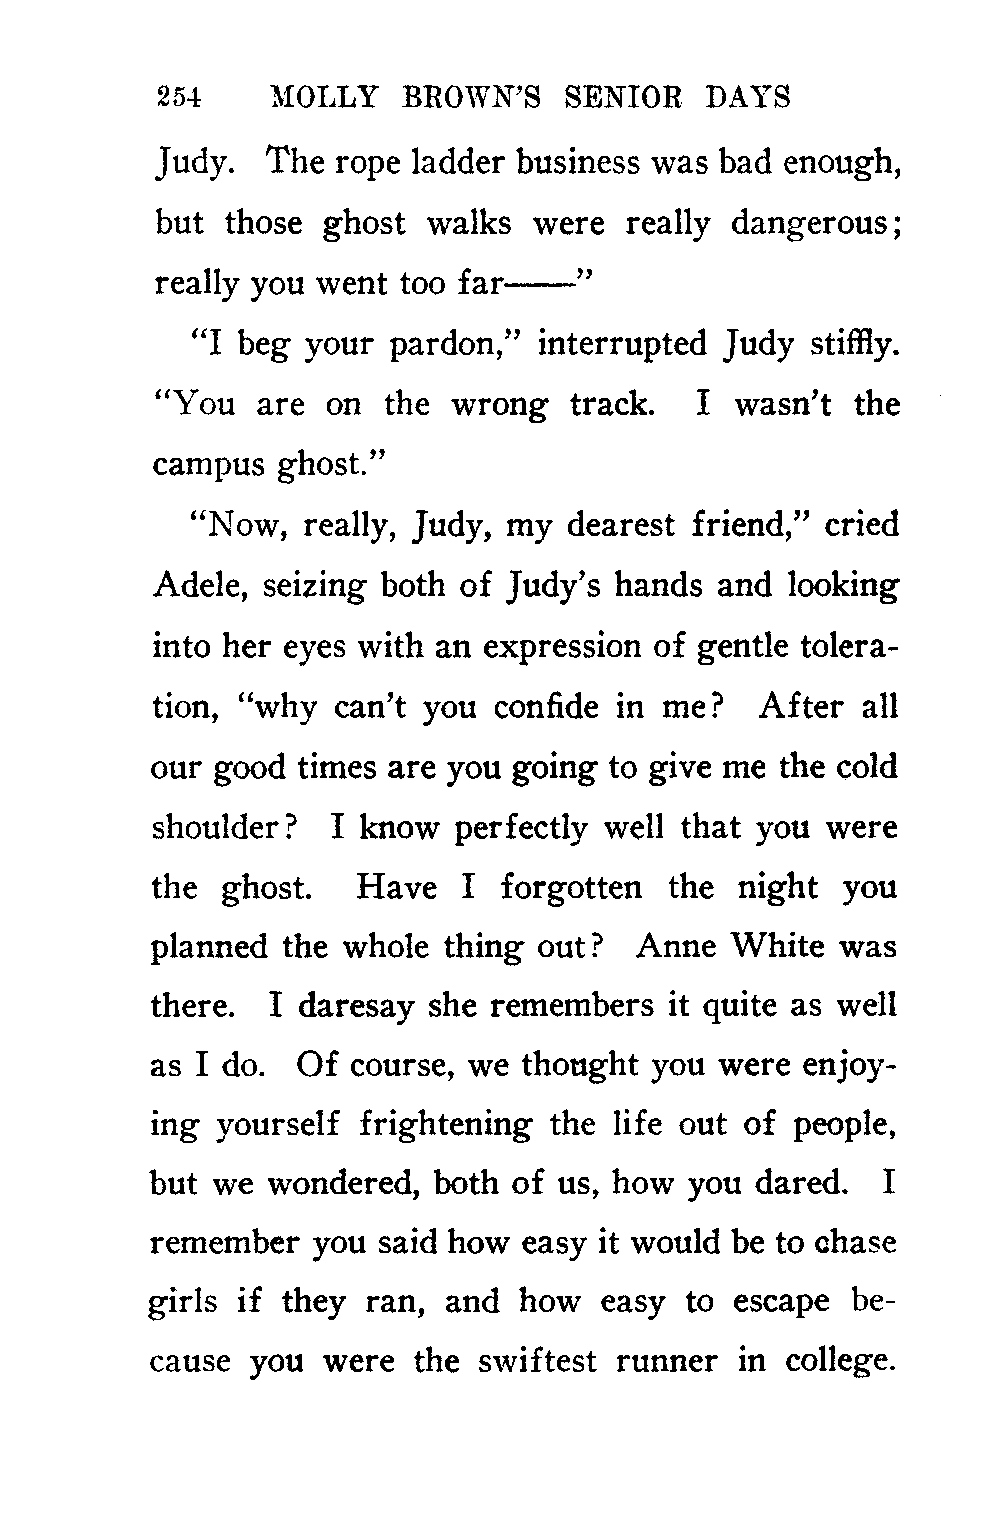 254 MOLLY BROWN'S SENIOR DAYS
Judy. The rope ladder business was bad enough,
but those ghost walks were really dangerous;
really you went too far——"
"I beg your pardon," interrupted Judy stiffly.
"You are on the wrong track. I wasn't the
campus ghost."
"Now, really, Judy, my dearest friend," cried
Adele, seizing both of Judy's hands and looking
into her eyes with an expression of gentle tolera-
tion, "why can't you confide in me? After all
our good times are you going to give me the cold
shoulder? I know perfectly well that you were
the ghost. Have I forgotten the night you
planned the whole thing out? Anne White was
there. I daresay she remembers it quite as well
as I do. Of course, we thought you were enjoy-
ing yourself frightening the life out of people,
but we wondered, both of us, how you dared. I
remember you said how easy it would be to chase
girls if they ran, and how easy to escape be-
cause you were the swiftest runner in college.